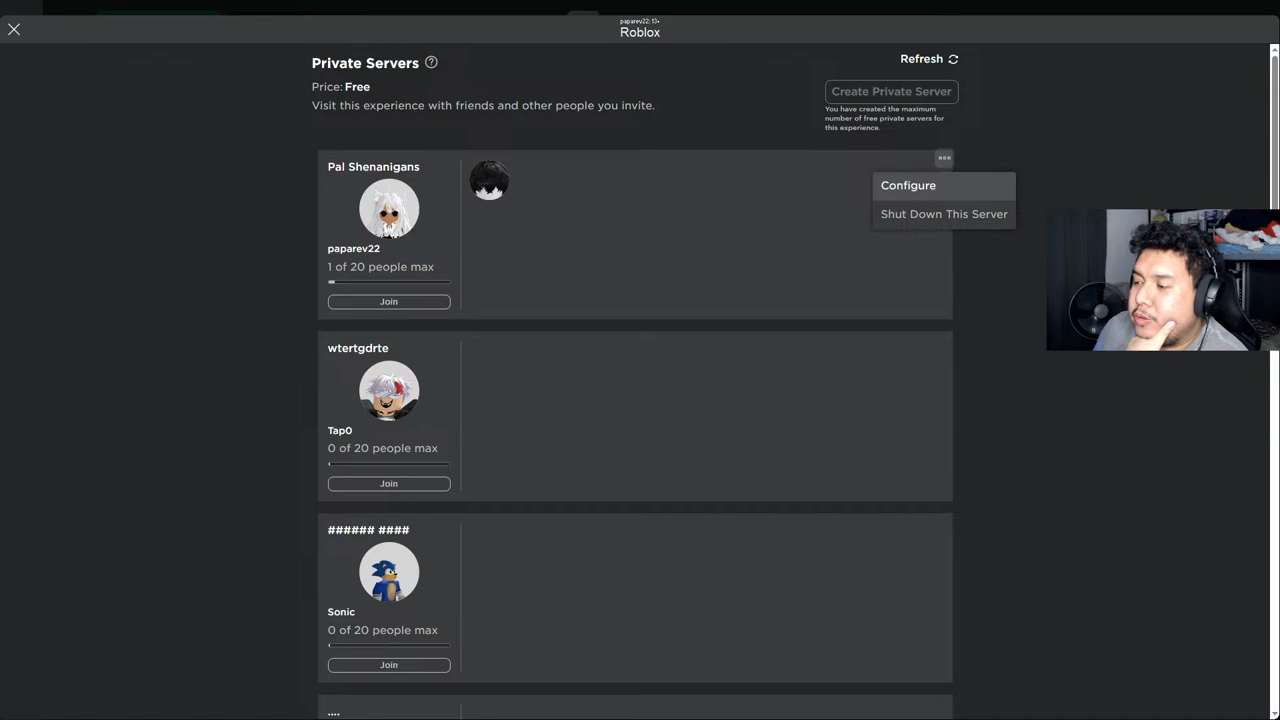 paparev22: 13+
Roblox
Private Servers
Refresh
Price: Free
Create Private Server
Visit this experience with friends and other people you invite.
You have created the maximum
number of free private servers for
this experience.
Pal Shenanigans
Configure
Shut Down This Server
paparev22
1 of 20 people max
Join
wtertgdrte
Tap0
0 of 20 people max
Join
###### ####
Sonic
0 of 20 people max
Join
....